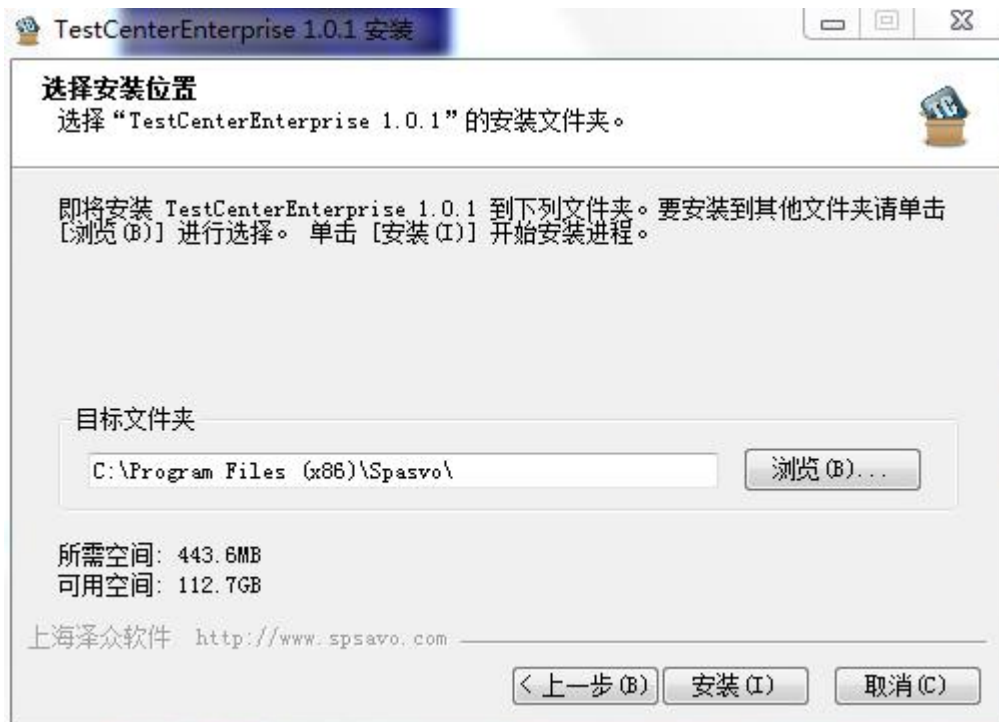 TestCenterEnterprise 1.0.1 安装
选择安装位置
选择“TestCenterEnterprise 1.0.1”的安装文件夹。
TC
即将安装 TestCenterEnterprise 1.0.1 到下列文件夹。要安装到其他文件夹请单击
[浏览(B)] 进行选择。 单击 [安装(I)] 开始安装进程。
目标文件夹
C:\Program Files (x86)\Spasvo\
浏览(B)...
所需空间: 443.6MB
可用空间: 112.7GB
上海泽众软件 http://www.spsavo.com
< 上一步(B)
安装(I)
取消(C)